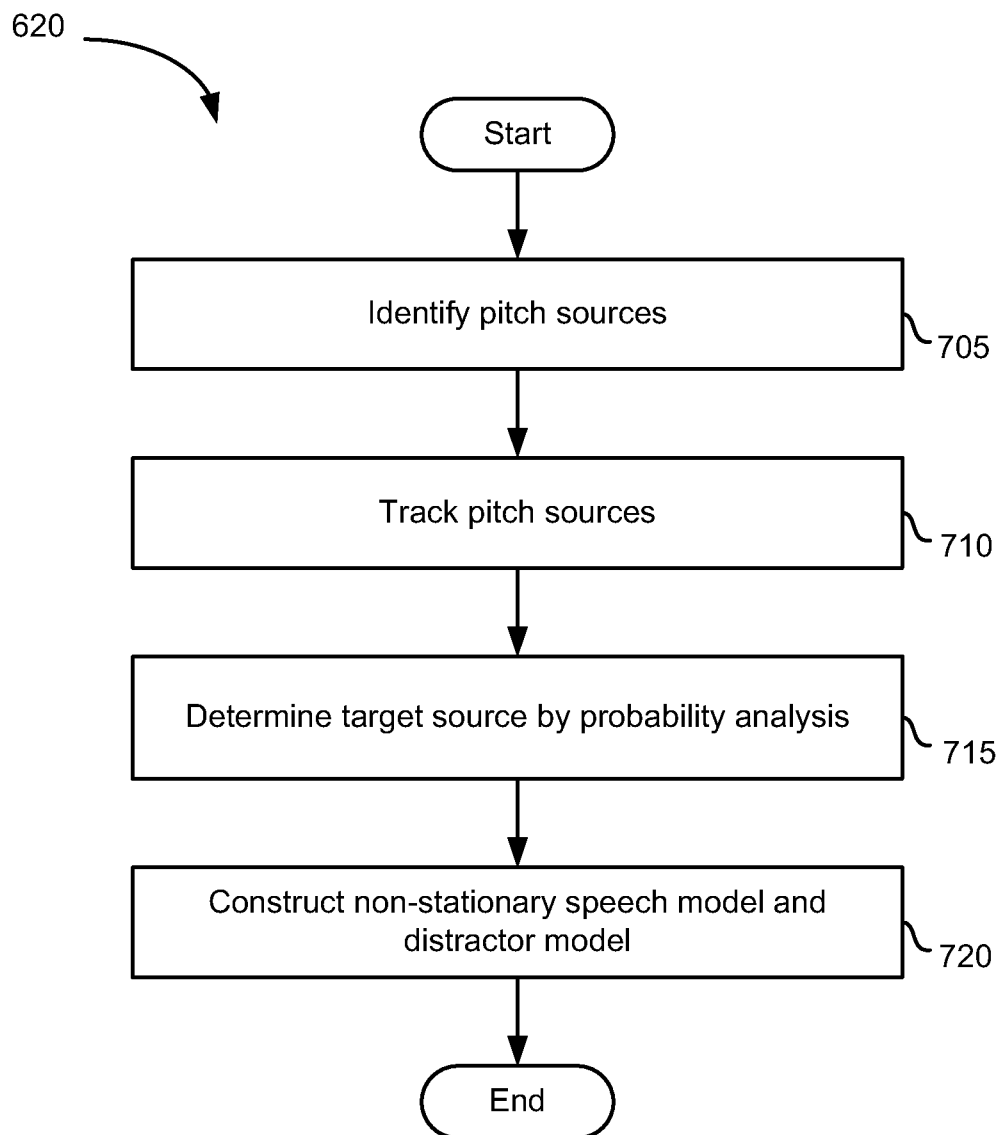 620
Start
Identify pitch sources
705
Track pitch sources
710
Determine target source by probability analysis
715
Construct non-stationary speech model and
distractor model
720
End